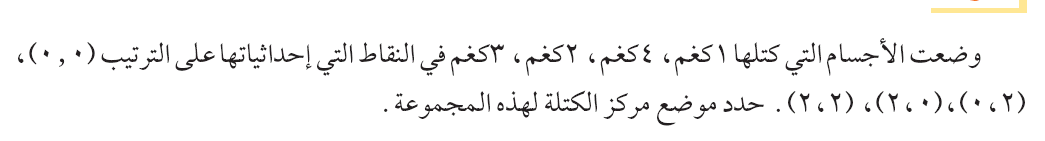 وضعت الأجسام التي كتلها ١كغم، ٤كغم، ٢كغم، ٣كغم في النقاط التي إحداثياتها على الترتيب (٠,٠)،
(٢،٠)،(٠،٢)، (٢،٢). حدد موضع مركز الكتلة لهذه المجموعة.